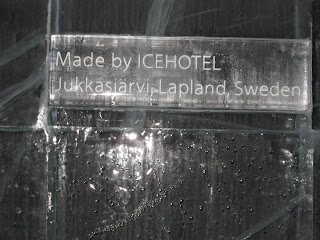 Made by ICEHOTEL
Jukkasjärvi, Lapland, Sweden